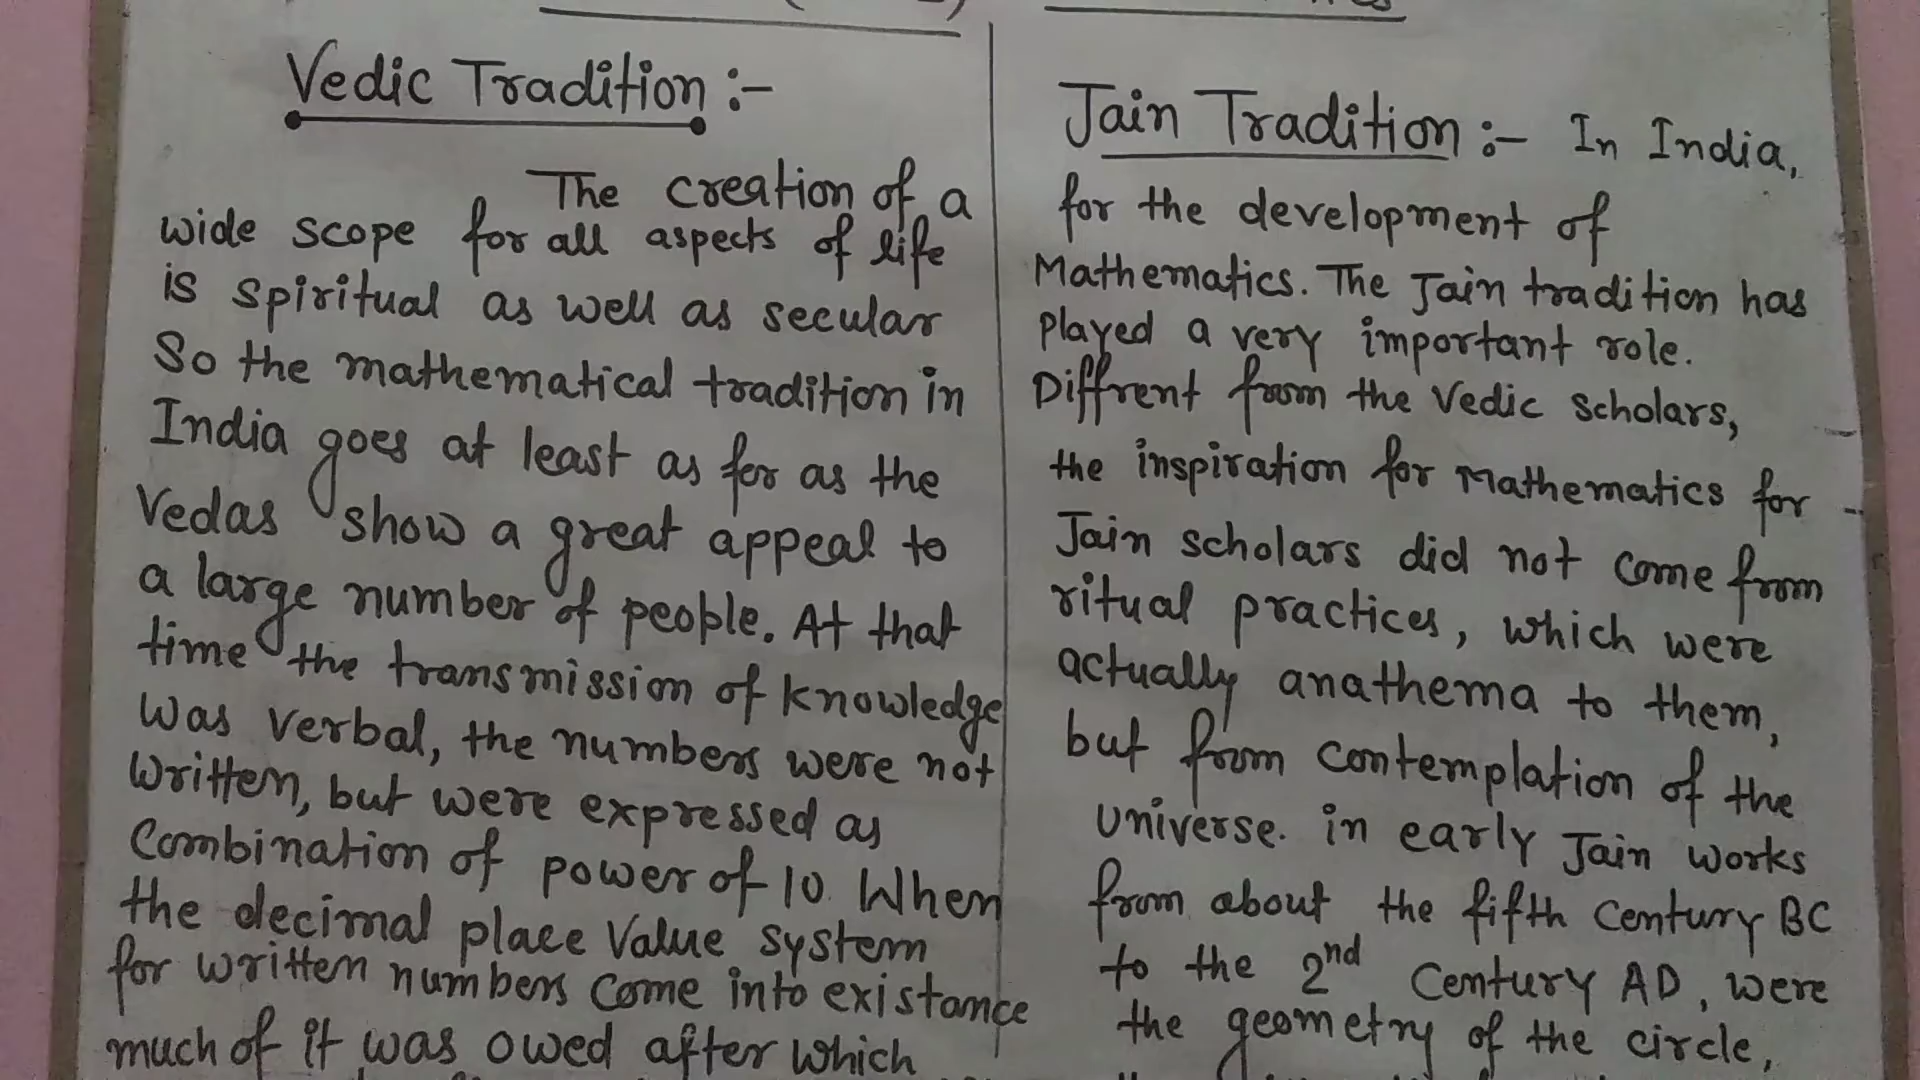 Vedic Tradition :-
The creation of a
wide scope for all aspects of life
is spiritual as well as secular
So the mathematical tradition in
India goes at least as for as the
Vedas show a great appeal to
a large number of people. At that
time the transmission of knowledge
was verbal, the numbers were not
written, but were expressed as
Combination of power of 10. When
the decimal place value system
for written numbers come into existance
much of it was owed after which
Jain Tradition :- In India,
for the development of
Mathematics. The Jain tradition has
played a very important role.
Diffrent from the Vedic scholars,
the inspiration for Mathematics for
Jain scholars did not come from
ritual practices, which were
actually anathema to them,
but from contemplation of the
universe. in early Jain works
from about the fifth Century BC
to the 2nd Century AD, were
the geometry of the circle,